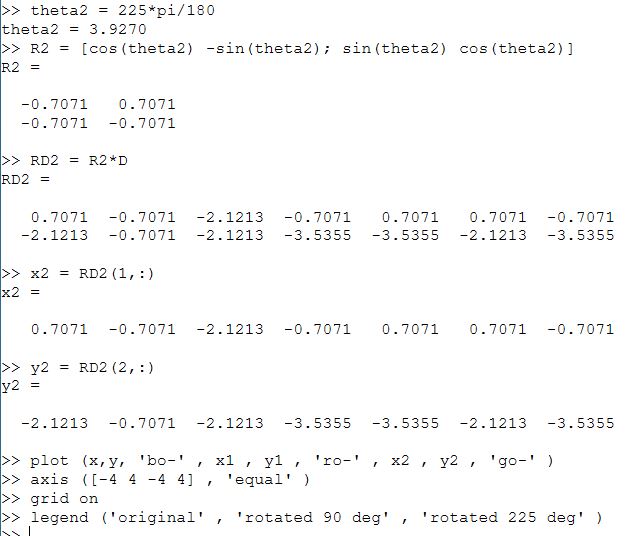 >> theta2 = 225*pi/180
theta2 = 3.9270
>> R2 = [cos(theta2) -sin(theta2); sin(theta2) cos(theta2)]
R2 =
-0.7071 0.7071
-0.7071 -0.7071
>> RD2 = R2*D
RD2 =
0.7071 -0.7071 -2.1213 -0.7071 0.7071 0.7071 -0.7071
-2.1213 -0.7071 -2.1213 -3.5355 -3.5355 -2.1213 -3.5355
>> x2 = RD2(1,:)
x2 =
0.7071 -0.7071 -2.1213 -0.7071 0.7071 0.7071 -0.7071
>> y2 = RD2(2,:)
y2 =
-2.1213 -0.7071 -2.1213 -3.5355 -3.5355 -2.1213 -3.5355
>> plot (x,y, 'bo-' , x1 , y1 , 'ro-' , x2 , y2 , 'go-' )
>> axis ([-4 4 -4 4] , 'equal' )
>> grid on
>> legend ('original' , 'rotated 90 deg' , 'rotated 225 deg' )
>>